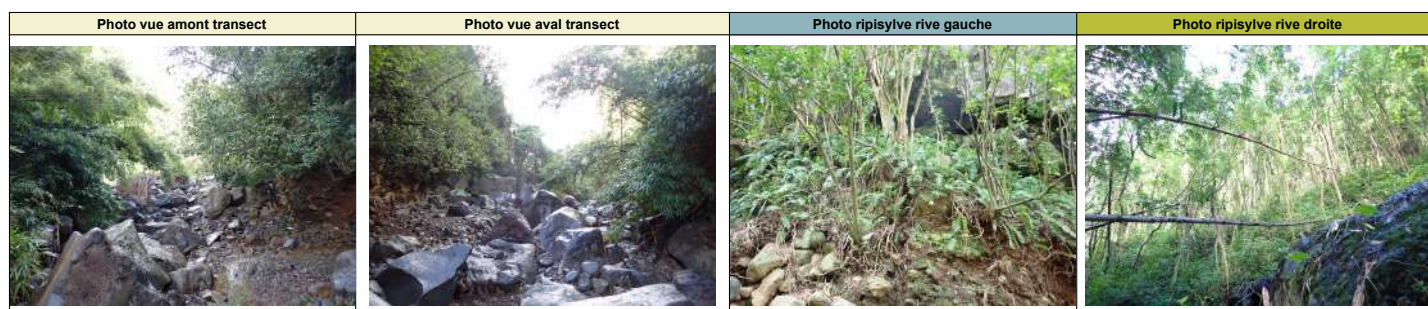 Photo vue amont transect
Photo vue aval transect
Photo ripisylve rive gauche
Photo ripisylve rive droite